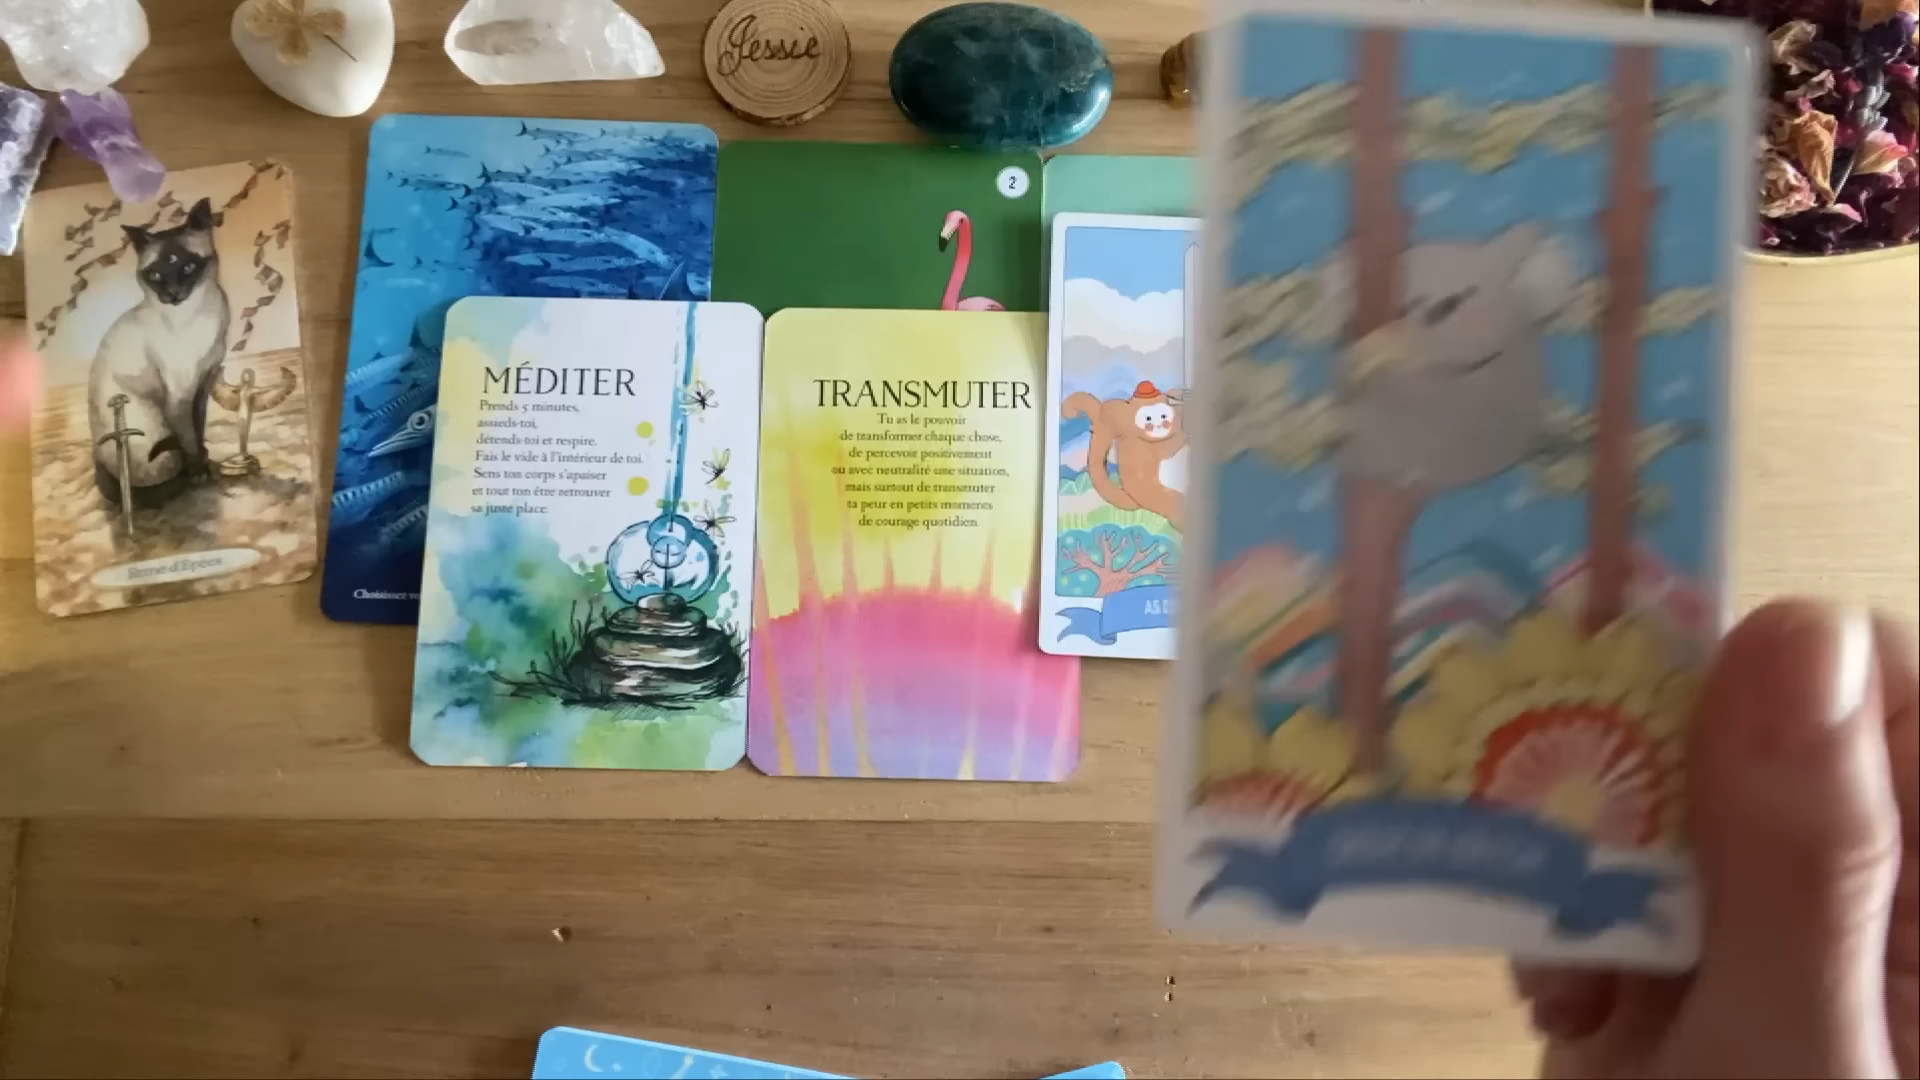 Jessie
2
Reine d'Épées
Choisissez
MÉDITER
Prends 5 minutes,
assieds-toi,
détends-toi et respire.
Fais le vide à l'intérieur de toi.
Sens ton corps s'apaiser
et tout ton être retrouver
sa juste place.
TRANSMUTER
Tu as le pouvoir
de transformer chaque chose,
de percevoir positivement
ou avec neutralité une situation,
mais surtout de transmuter
ta peur en petits moments
de courage quotidien.
AS